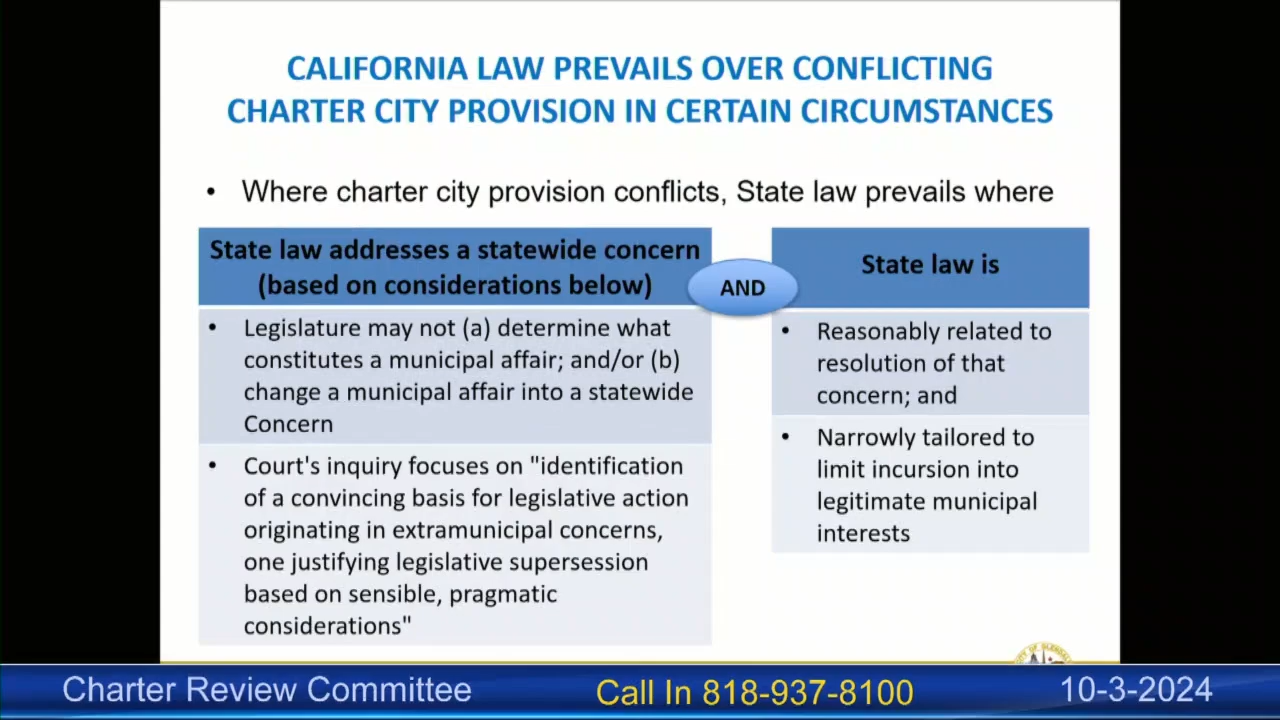 CALIFORNIA LAW PREVAILS OVER CONFLICTING
CHARTER CITY PROVISION IN CERTAIN CIRCUMSTANCES
• Where charter city provision conflicts, State law prevails where
State law addresses a statewide concern
(based on considerations below)
AND
State law is
• Legislature may not (a) determine what
constitutes a municipal affair; and/or (b)
change a municipal affair into a statewide
Concern
• Court's inquiry focuses on "identification
of a convincing basis for legislative action
originating in extramunicipal concerns,
one justifying legislative supersession
based on sensible, pragmatic
considerations"
• Reasonably related to
resolution of that
concern; and
• Narrowly tailored to
limit incursion into
legitimate municipal
interests
Charter Review Committee
Call In 818-937-8100
10-3-2024